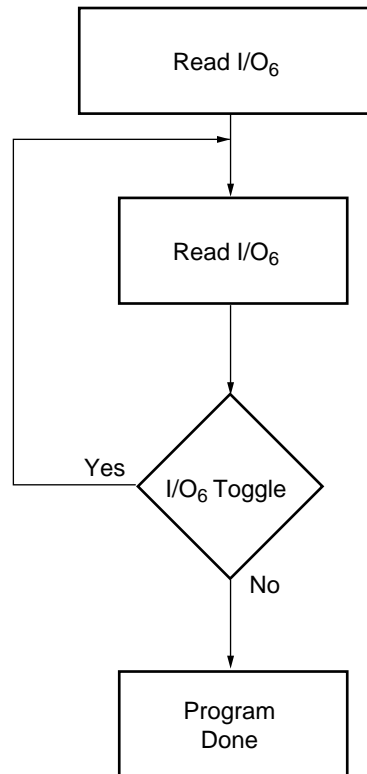 Read I/O₆
Read I/O₆
Yes
I/O₆ Toggle
No
Program
Done